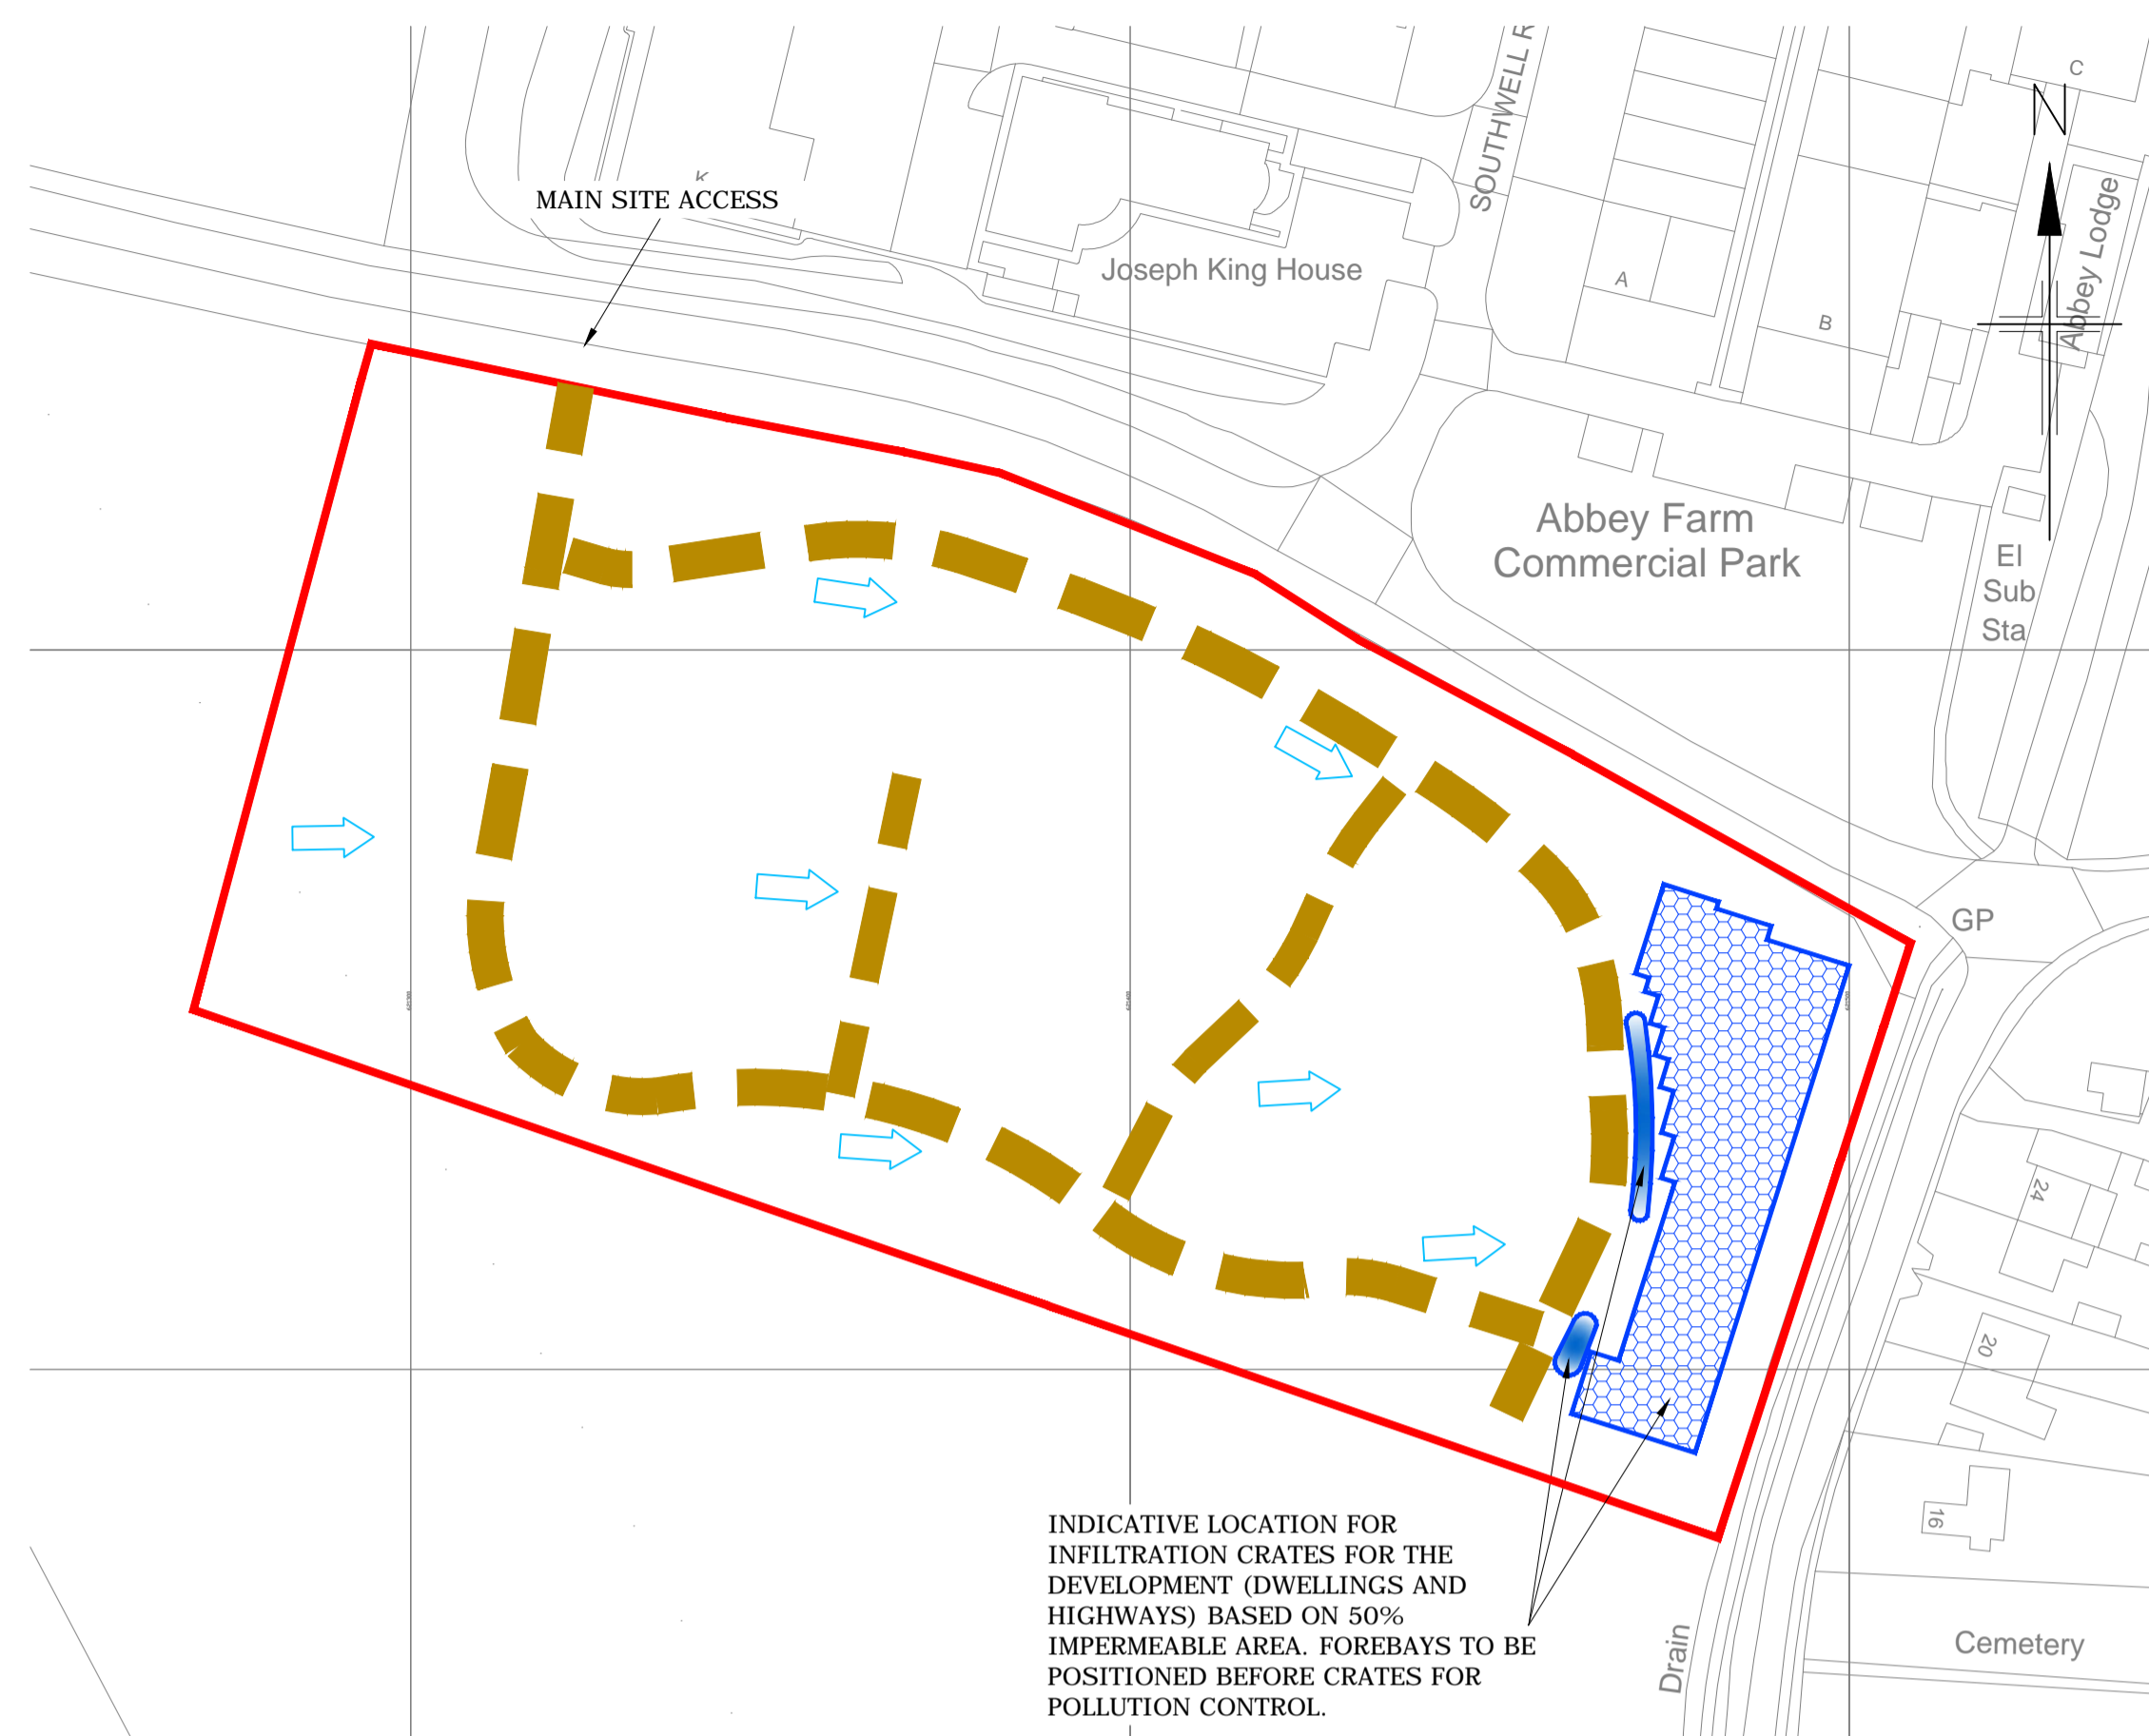 C
N
SOUTHWELL R
K
MAIN SITE ACCESS
Abbey Lodge
Joseph King House
A
B
Abbey Farm
Commercial Park
El
Sub
Sta
GP
24
20
16
INDICATIVE LOCATION FOR
INFILTRATION CRATES FOR THE
DEVELOPMENT (DWELLINGS AND
HIGHWAYS) BASED ON 50%
IMPERMEABLE AREA. FOREBAYS TO BE
POSITIONED BEFORE CRATES FOR
POLLUTION CONTROL.
Drain
Cemetery